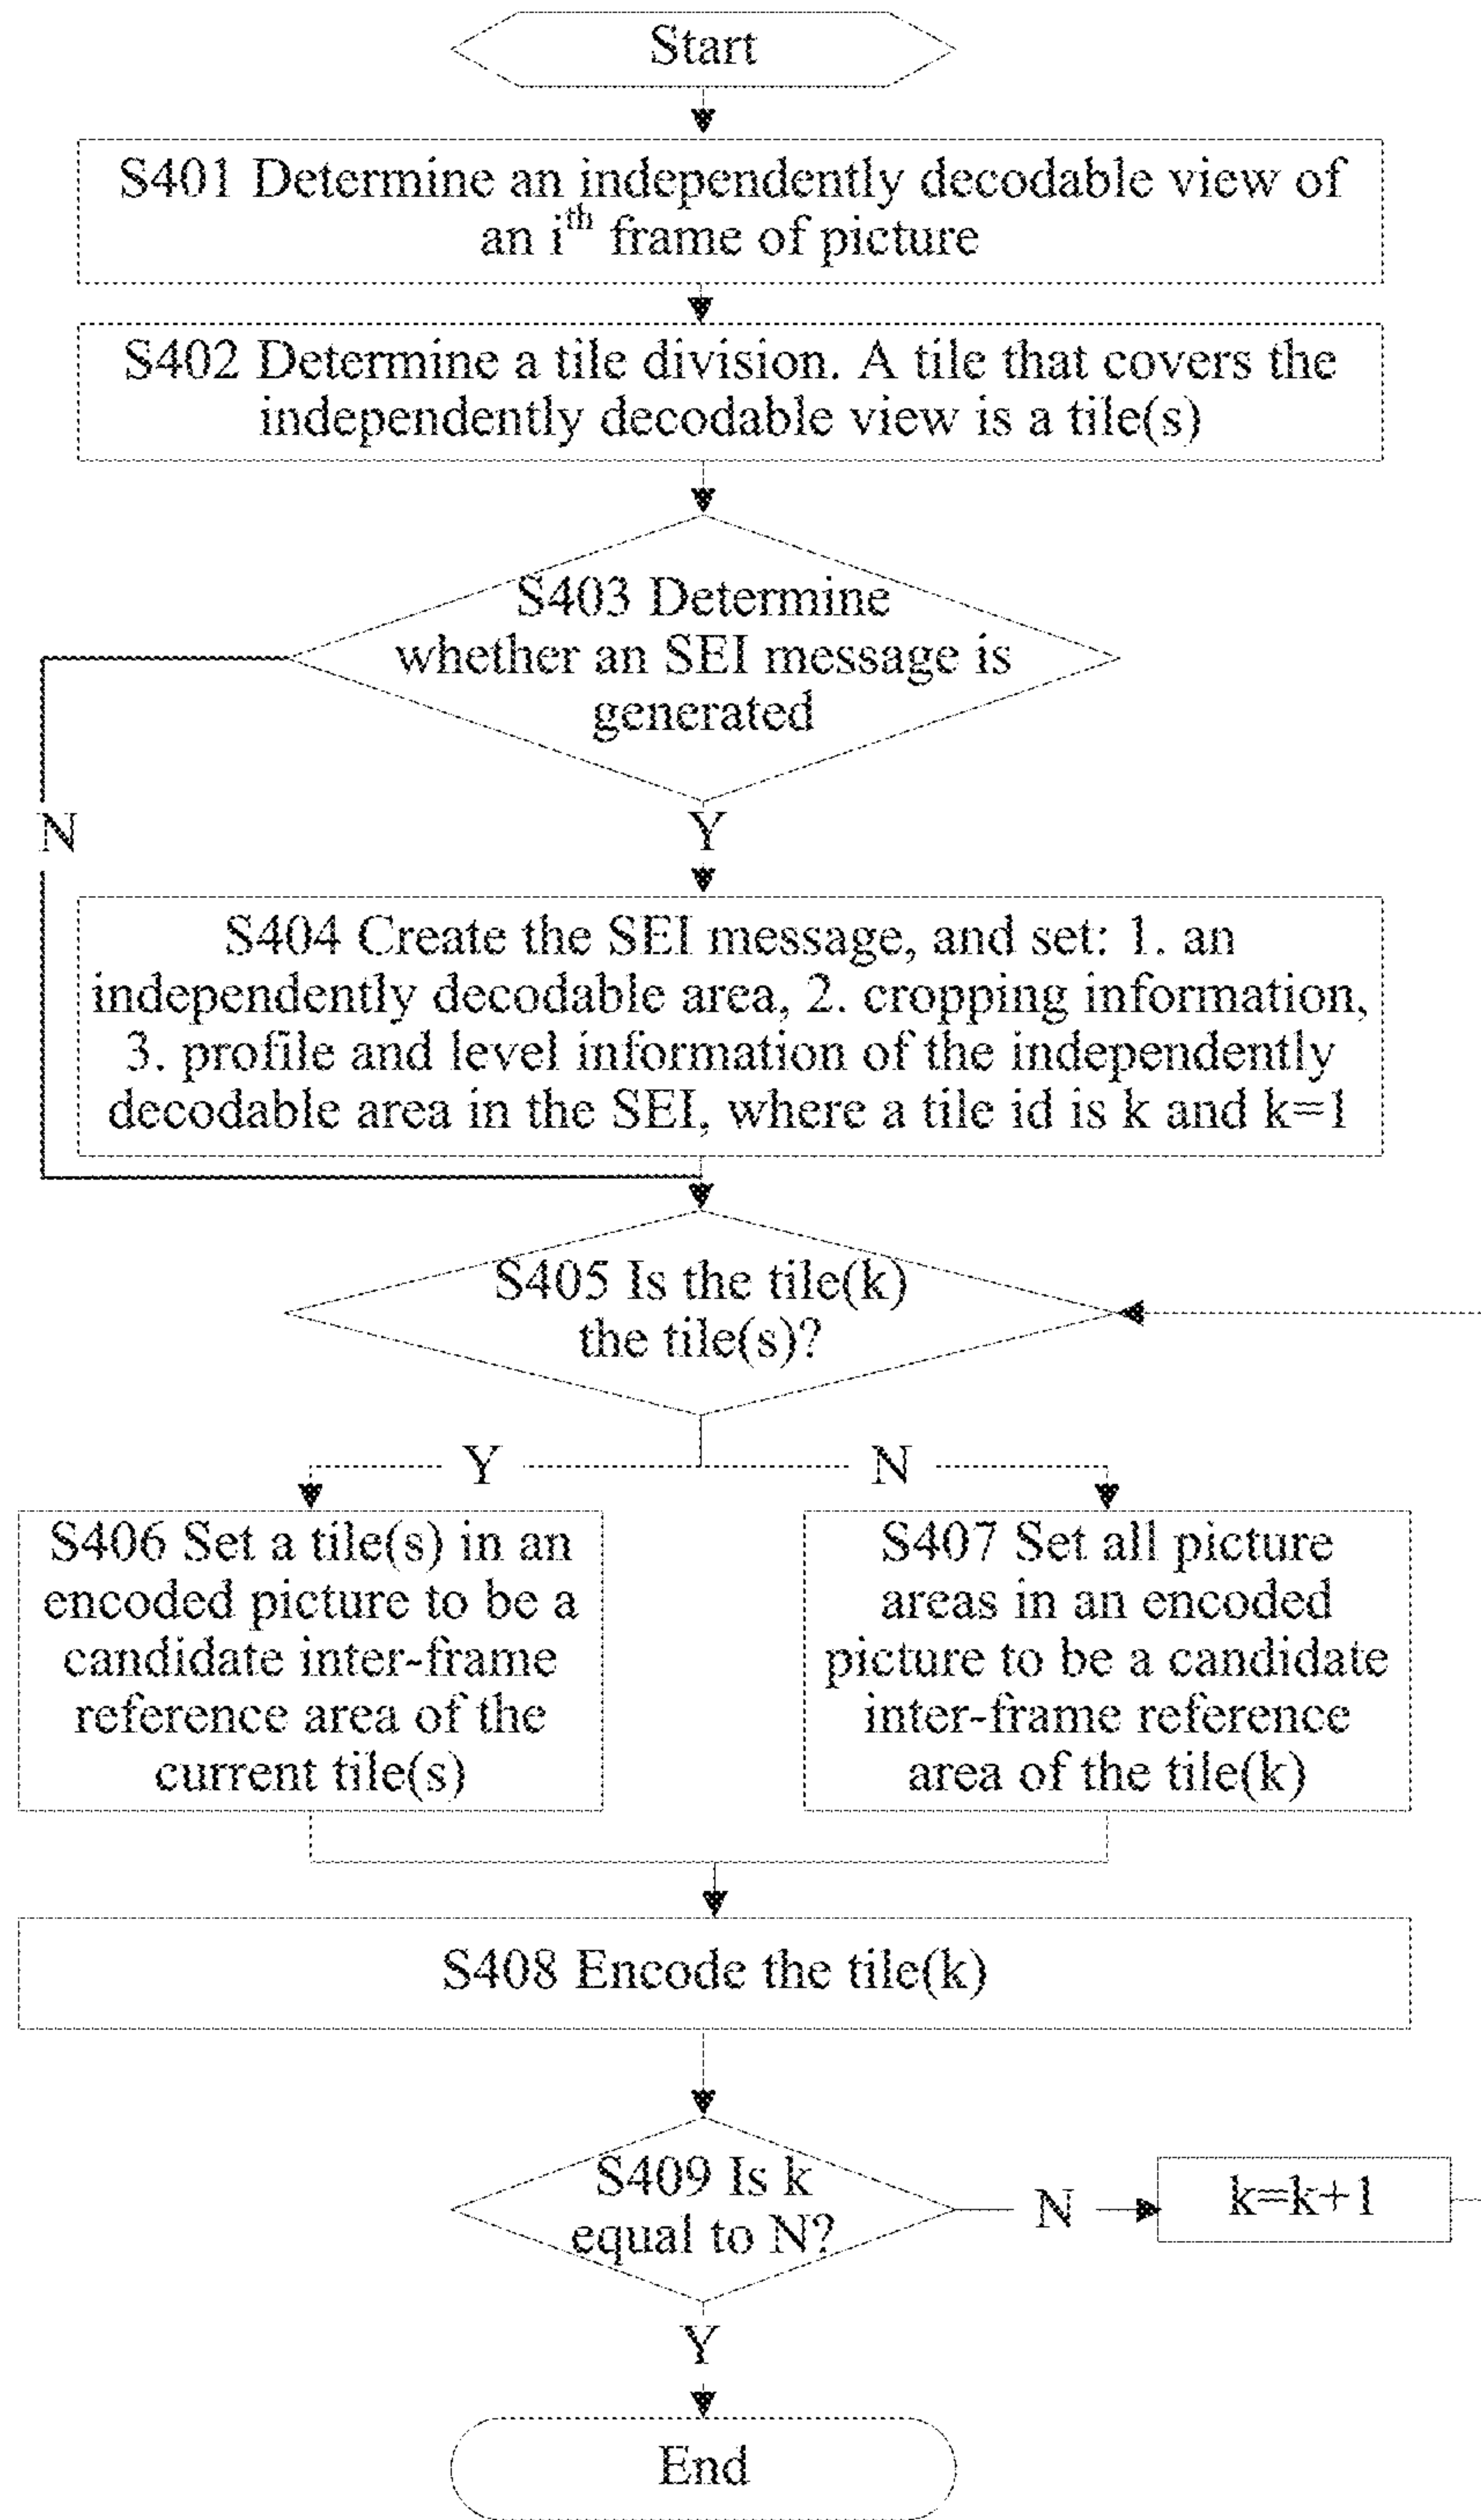 Start
S401 Determine an independently decodable view of
an i^th frame of picture
S402 Determine a tile division. A tile that covers the
independently decodable view is a tile(s)
S403 Determine
whether an SEI message is
generated
N
Y
S404 Create the SEI message, and set: 1. an
independently decodable area, 2. cropping information,
3. profile and level information of the independently
decodable area in the SEI, where a tile id is k and k=1
S405 Is the tile(k)
the tile(s)?
Y
N
S406 Set a tile(s) in an
encoded picture to be a
candidate inter-frame
reference area of the
current tile(s)
S407 Set all picture
areas in an encoded
picture to be a candidate
inter-frame reference
area of the tile(k)
S408 Encode the tile(k)
S409 Is k
equal to N?
N
k=k+1
Y
End